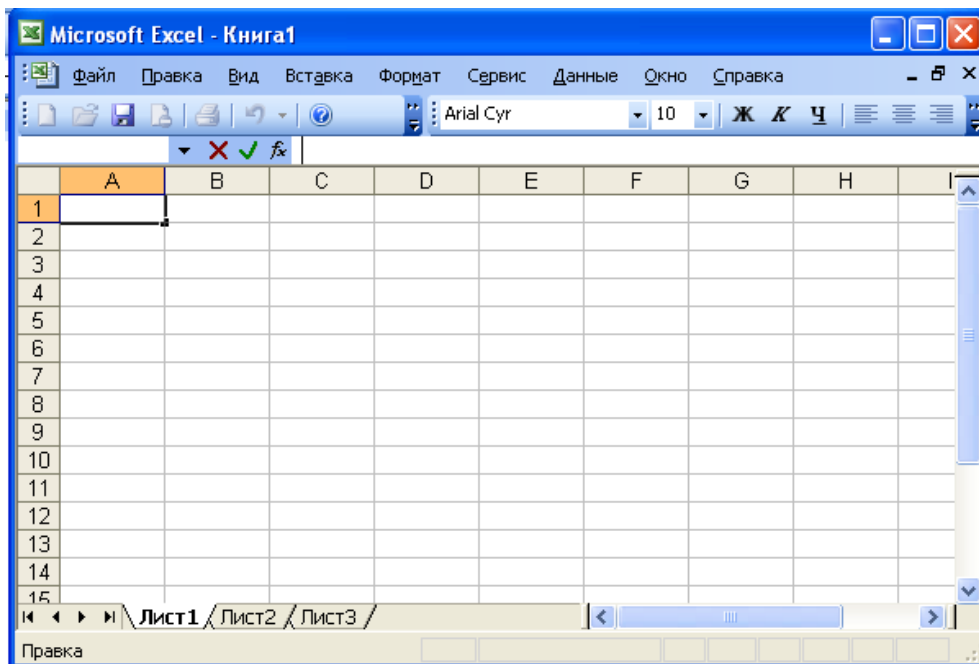 Microsoft Excel - Книга1
Файл Правка Вид Вставка Формат Сервис Данные Окно Справка
Arial Cyr 10 Ж К Ч
fx
A B C D E F G H I
1
2
3
4
5
6
7
8
9
10
11
12
13
14
15
Лист1 Лист2 Лист3
Правка